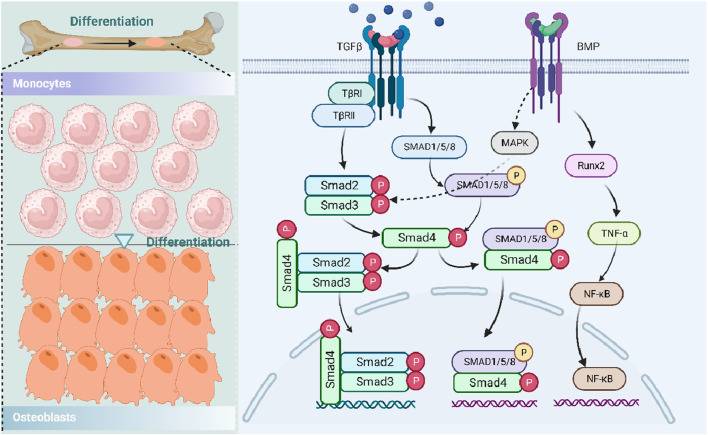 Differentiation
Monocytes
Differentiation
Osteoblasts
TGFβ
BMP
TβRI
TβRII
SMAD1/5/8
MAPK
Runx2
Smad2
P
Smad3
P
SMAD1/5/8
P
P
Smad4
P
SMAD1/5/8
P
Smad4
P
TNF-α
P
Smad4
Smad2
P
Smad3
P
NF-κB
P
Smad4
Smad2
P
Smad3
P
SMAD1/5/8
P
Smad4
P
NF-κB